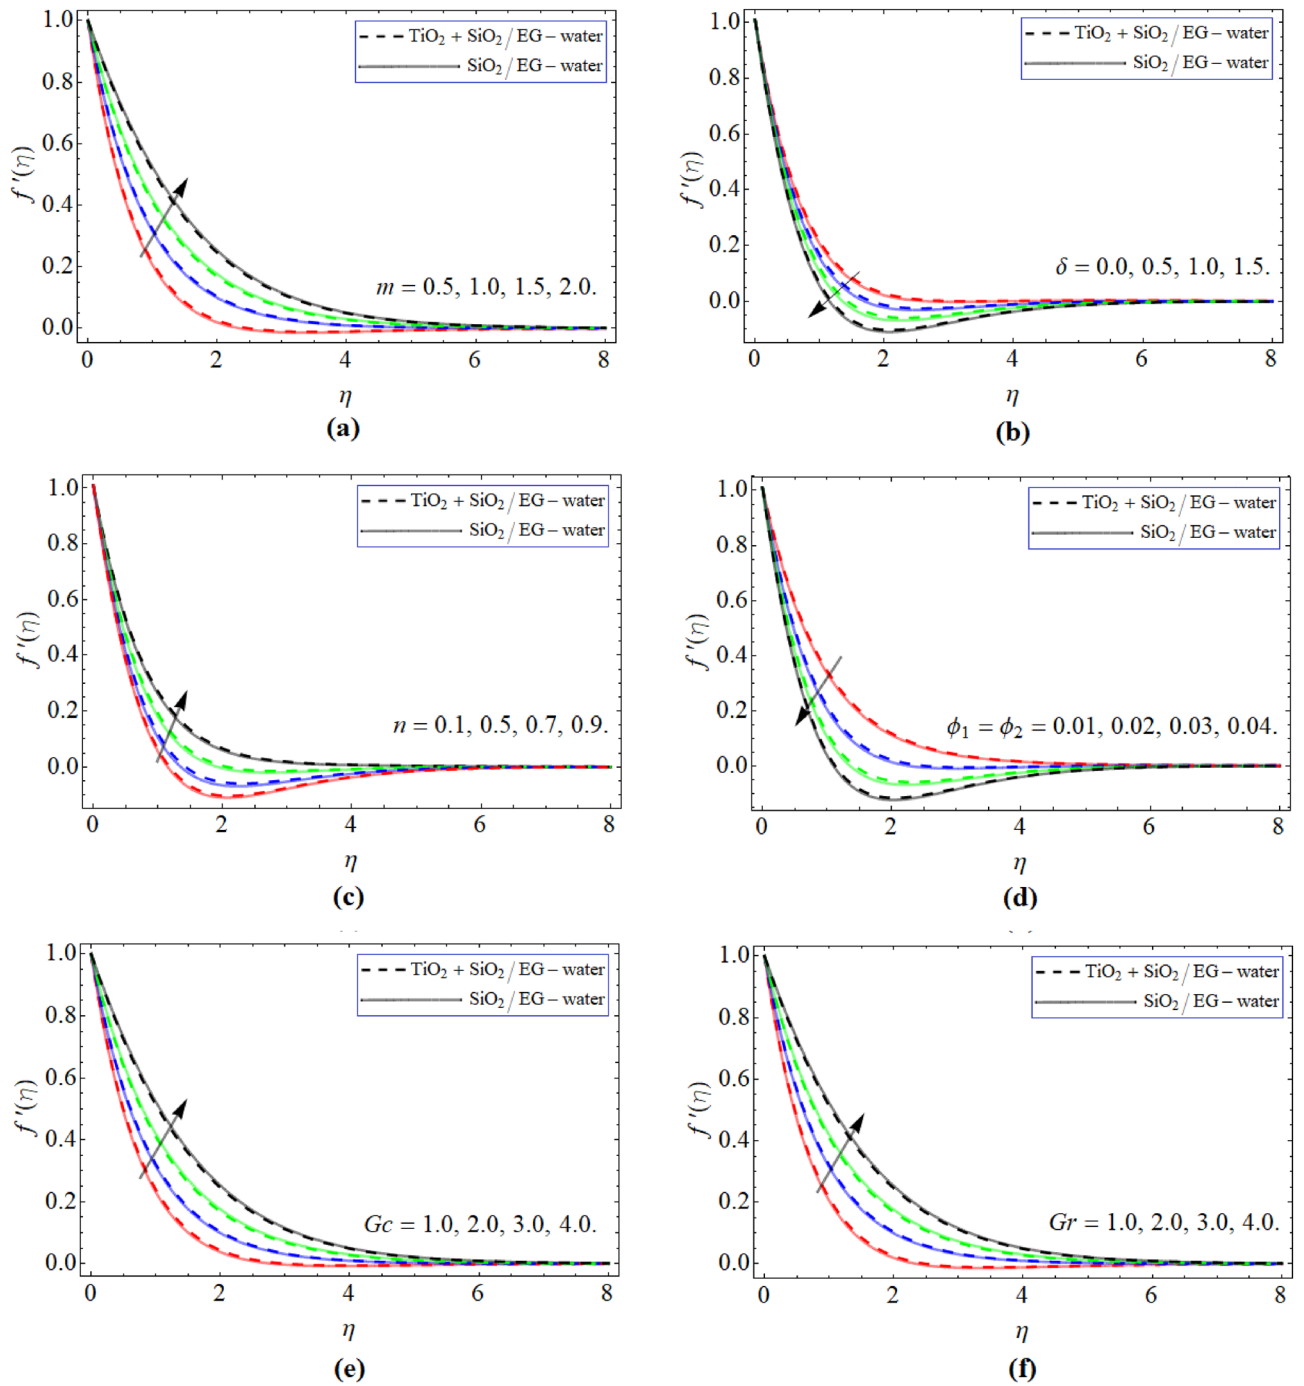 1.0
0.8
0.6
0.4
0.2
0.0
f '(η)
TiO₂ + SiO₂/EG−water
SiO₂/EG−water
m = 0.5, 1.0, 1.5, 2.0.
0 2 4 6 8
η
(a)
1.0
0.8
0.6
0.4
0.2
0.0
f '(η)
TiO₂ + SiO₂/EG−water
SiO₂/EG−water
δ = 0.0, 0.5, 1.0, 1.5.
0 2 4 6 8
η
(b)
1.0
0.8
0.6
0.4
0.2
0.0
f '(η)
TiO₂ + SiO₂/EG−water
SiO₂/EG−water
n = 0.1, 0.5, 0.7, 0.9.
0 2 4 6 8
η
(c)
1.0
0.8
0.6
0.4
0.2
0.0
f '(η)
TiO₂ + SiO₂/EG−water
SiO₂/EG−water
ϕ₁ = ϕ₂ = 0.01, 0.02, 0.03, 0.04.
0 2 4 6 8
η
(d)
1.0
0.8
0.6
0.4
0.2
0.0
f '(η)
TiO₂ + SiO₂/EG−water
SiO₂/EG−water
Gc = 1.0, 2.0, 3.0, 4.0.
0 2 4 6 8
η
(e)
1.0
0.8
0.6
0.4
0.2
0.0
f '(η)
TiO₂ + SiO₂/EG−water
SiO₂/EG−water
Gr = 1.0, 2.0, 3.0, 4.0.
0 2 4 6 8
η
(f)